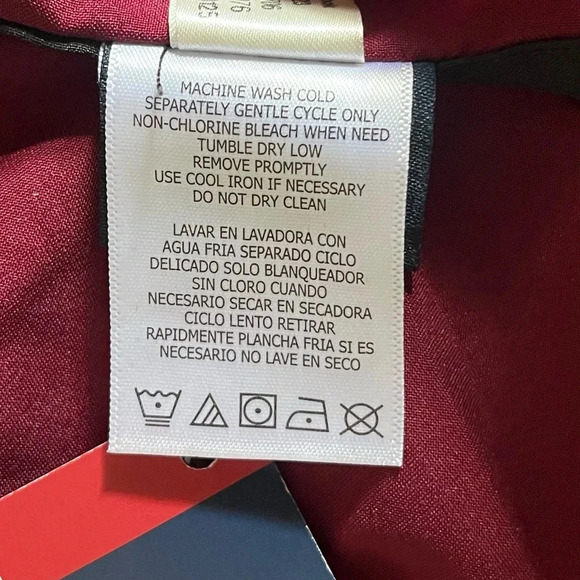 MACHINE WASH COLD
SEPARATELY GENTLE CYCLE ONLY
NON-CHLORINE BLEACH WHEN NEED
TUMBLE DRY LOW
REMOVE PROMPTLY
USE COOL IRON IF NECESSARY
DO NOT DRY CLEAN
LAVAR EN LAVADORA CON
AGUA FRIA SEPARADO CICLO
DELICADO SOLO BLANQUEADOR
SIN CLORO CUANDO
NECESARIO SECAR EN SECADORA
CICLO LENTO RETIRAR
RAPIDMENTE PLANCHA FRIA SI ES
NECESARIO NO LAVE EN SECO